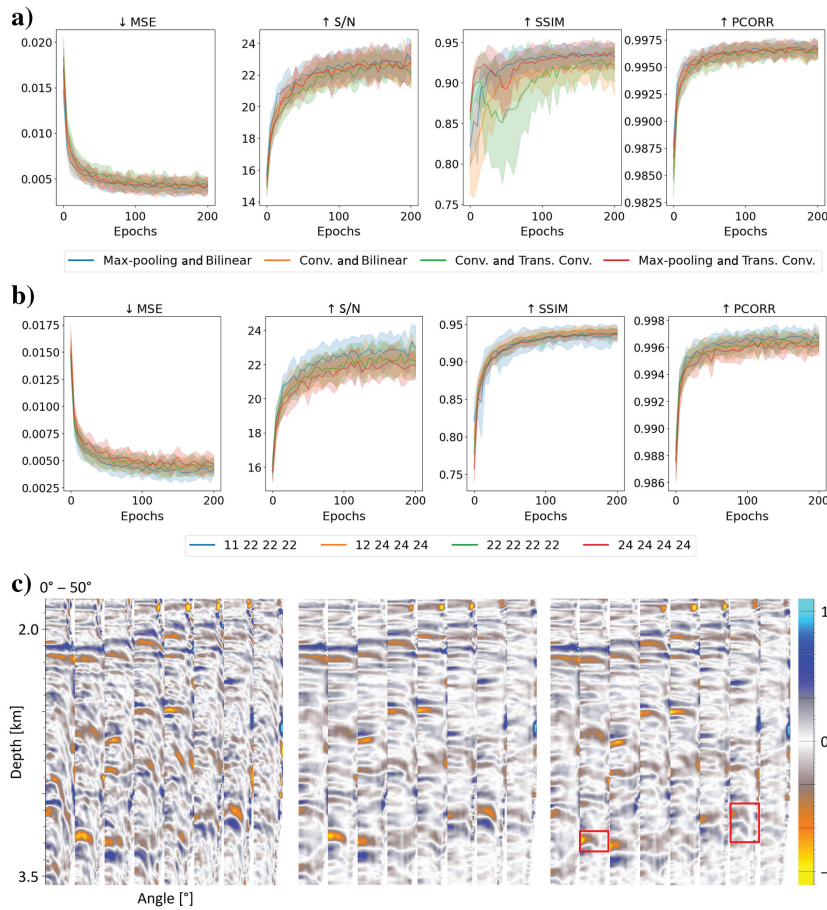 a)
↓ MSE
↑ S/N
↑ SSIM
↑ PCORR
0.020
0.015
0.010
0.005
24
22
20
18
16
14
0.95
0.90
0.85
0.80
0.75
0.9975
0.9950
0.9925
0.9900
0.9875
0.9850
0.9825
0 100 200
0 100 200
0 100 200
0 100 200
Epochs
Epochs
Epochs
Epochs
Max-pooling and Bilinear
Conv. and Bilinear
Conv. and Trans. Conv.
Max-pooling and Trans. Conv.
b)
↓ MSE
↑ S/N
↑ SSIM
↑ PCORR
0.0175
0.0150
0.0125
0.0100
0.0075
0.0050
0.0025
24
22
20
18
16
0.95
0.90
0.85
0.80
0.75
0.998
0.996
0.994
0.992
0.990
0.988
0.986
0 100 200
0 100 200
0 100 200
0 100 200
Epochs
Epochs
Epochs
Epochs
11 22 22 22
12 24 24 24
22 22 22 22
24 24 24 24
c)
0° – 50°
2.0
Depth [km]
3.5
Angle [°]
1
0